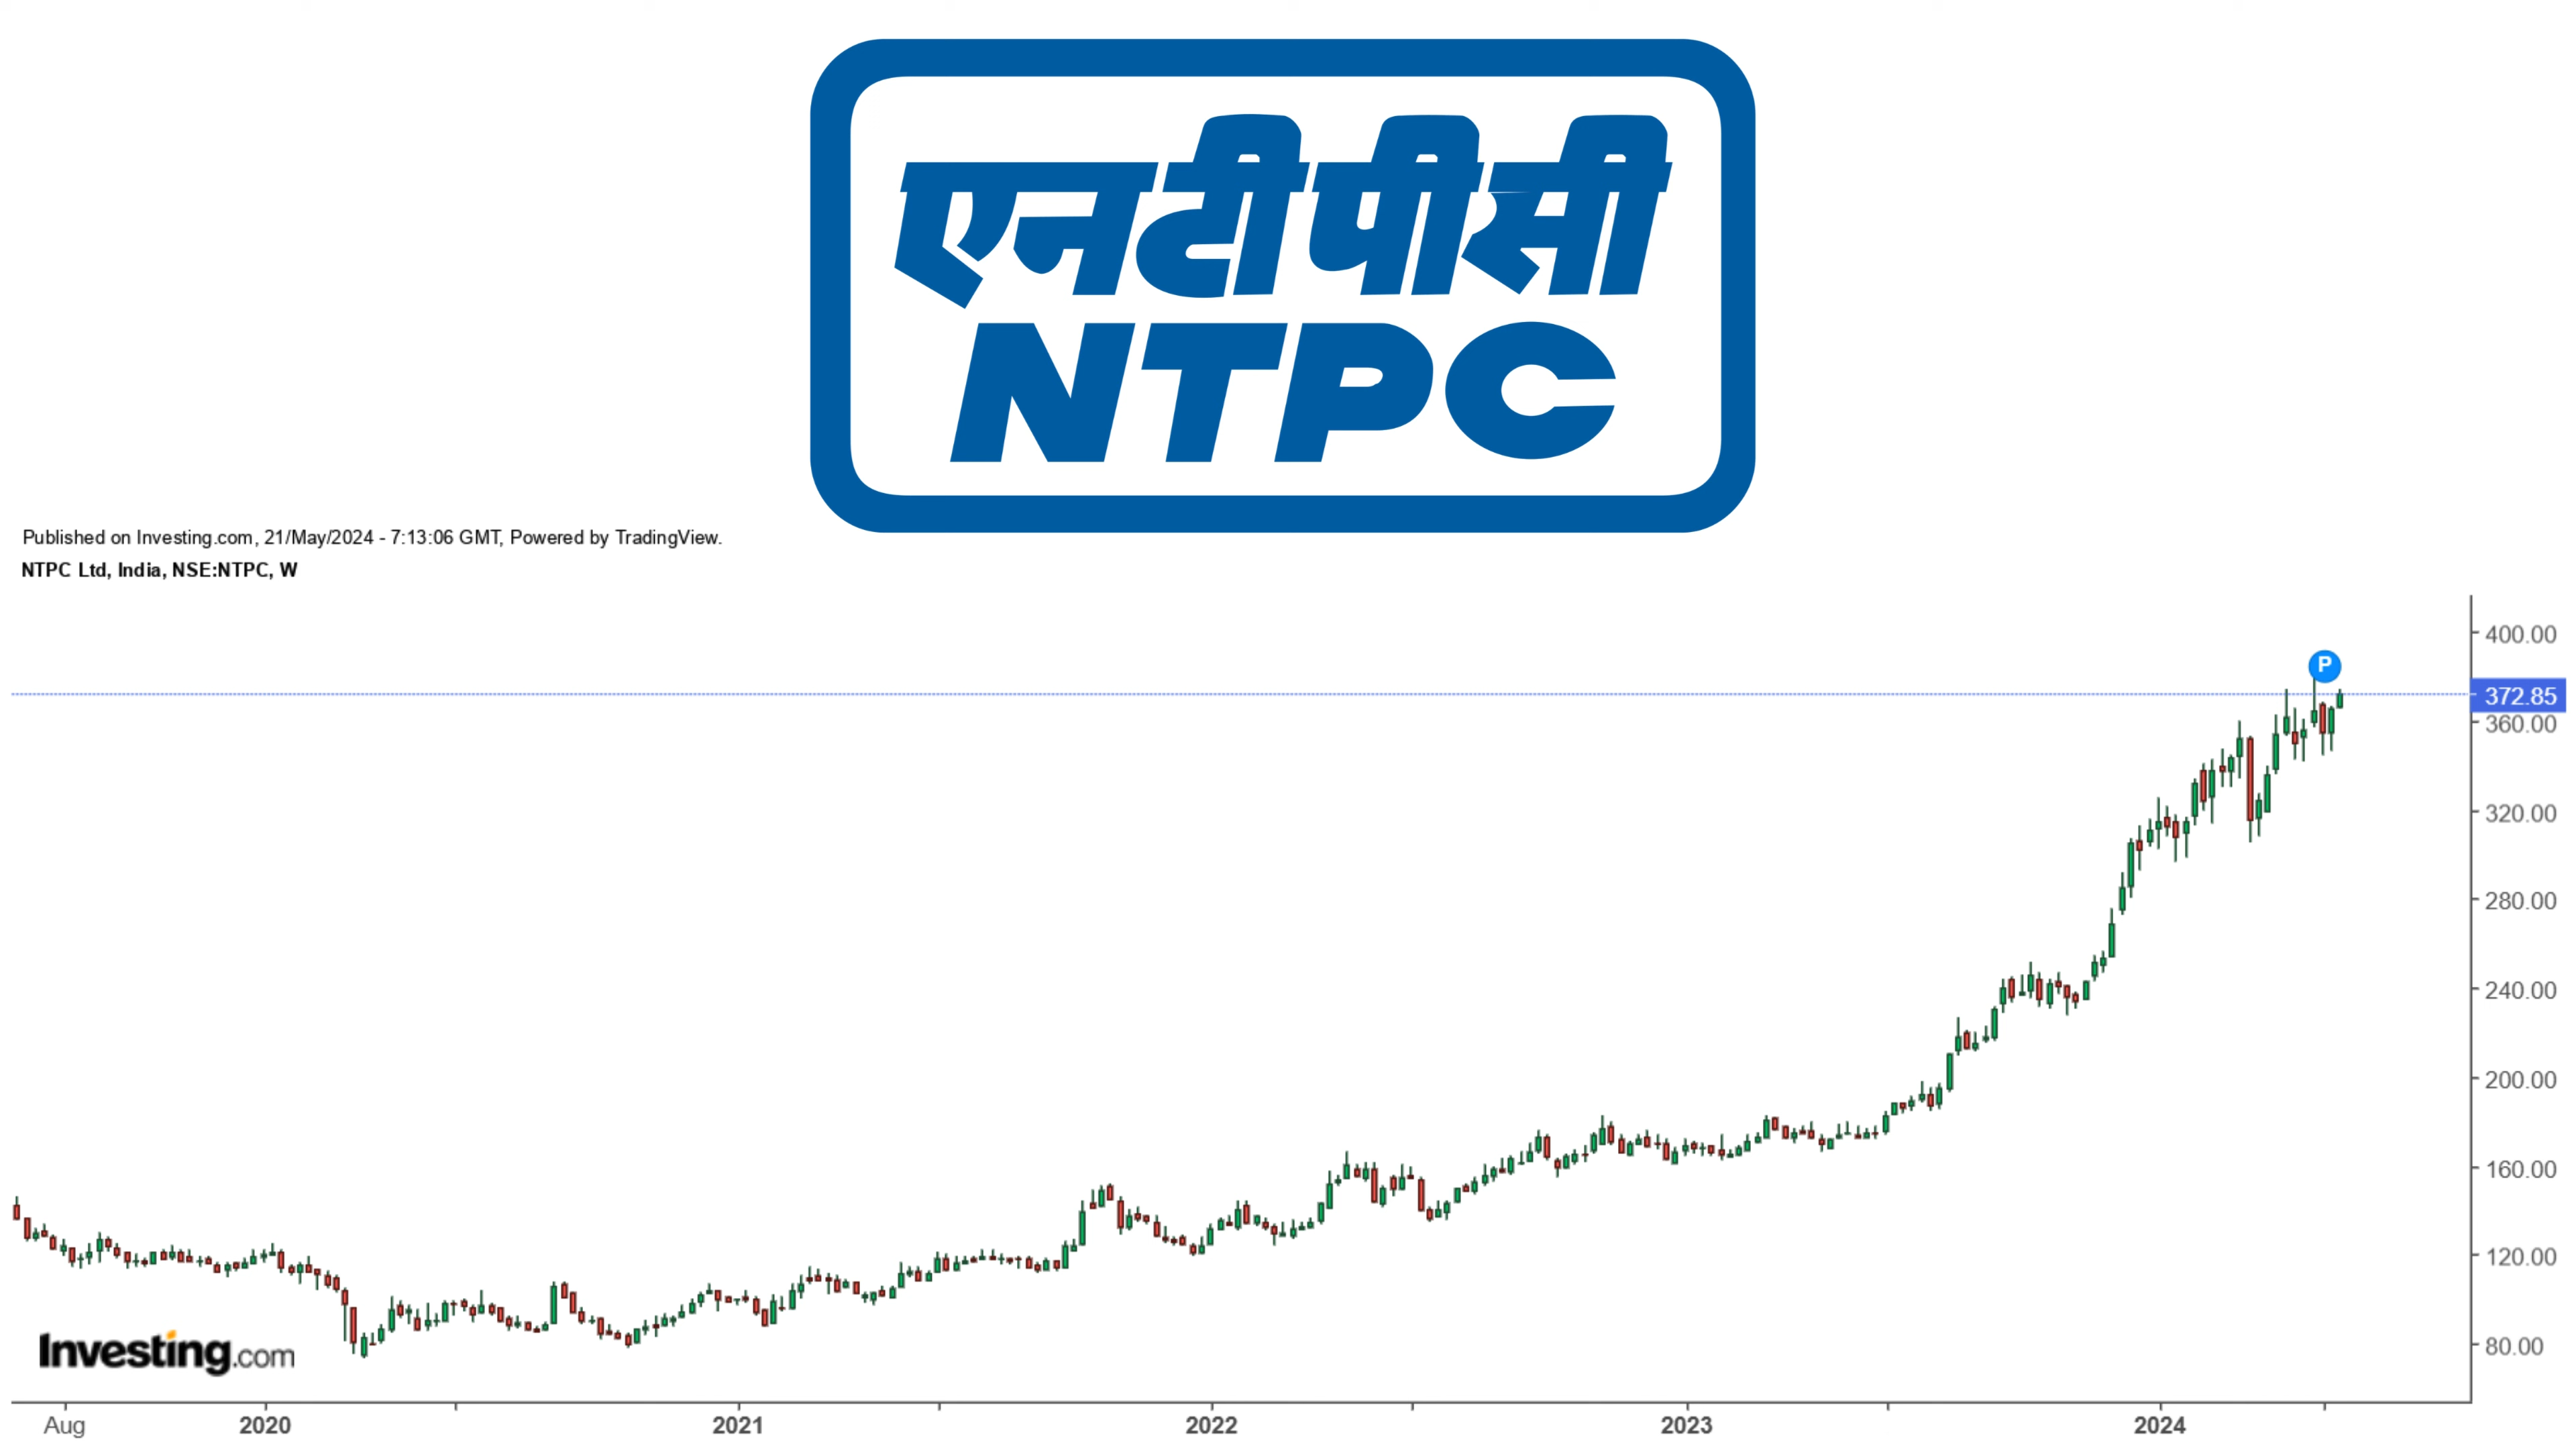 एनटीपीसी
NTPC
Published on Investing.com, 21/May/2024 - 7:13:06 GMT, Powered by TradingView.
NTPC Ltd, India, NSE:NTPC, W
400.00
P
372.85
360.00
320.00
280.00
240.00
200.00
160.00
120.00
80.00
Investing.com
Aug 2020 2021 2022 2023 2024